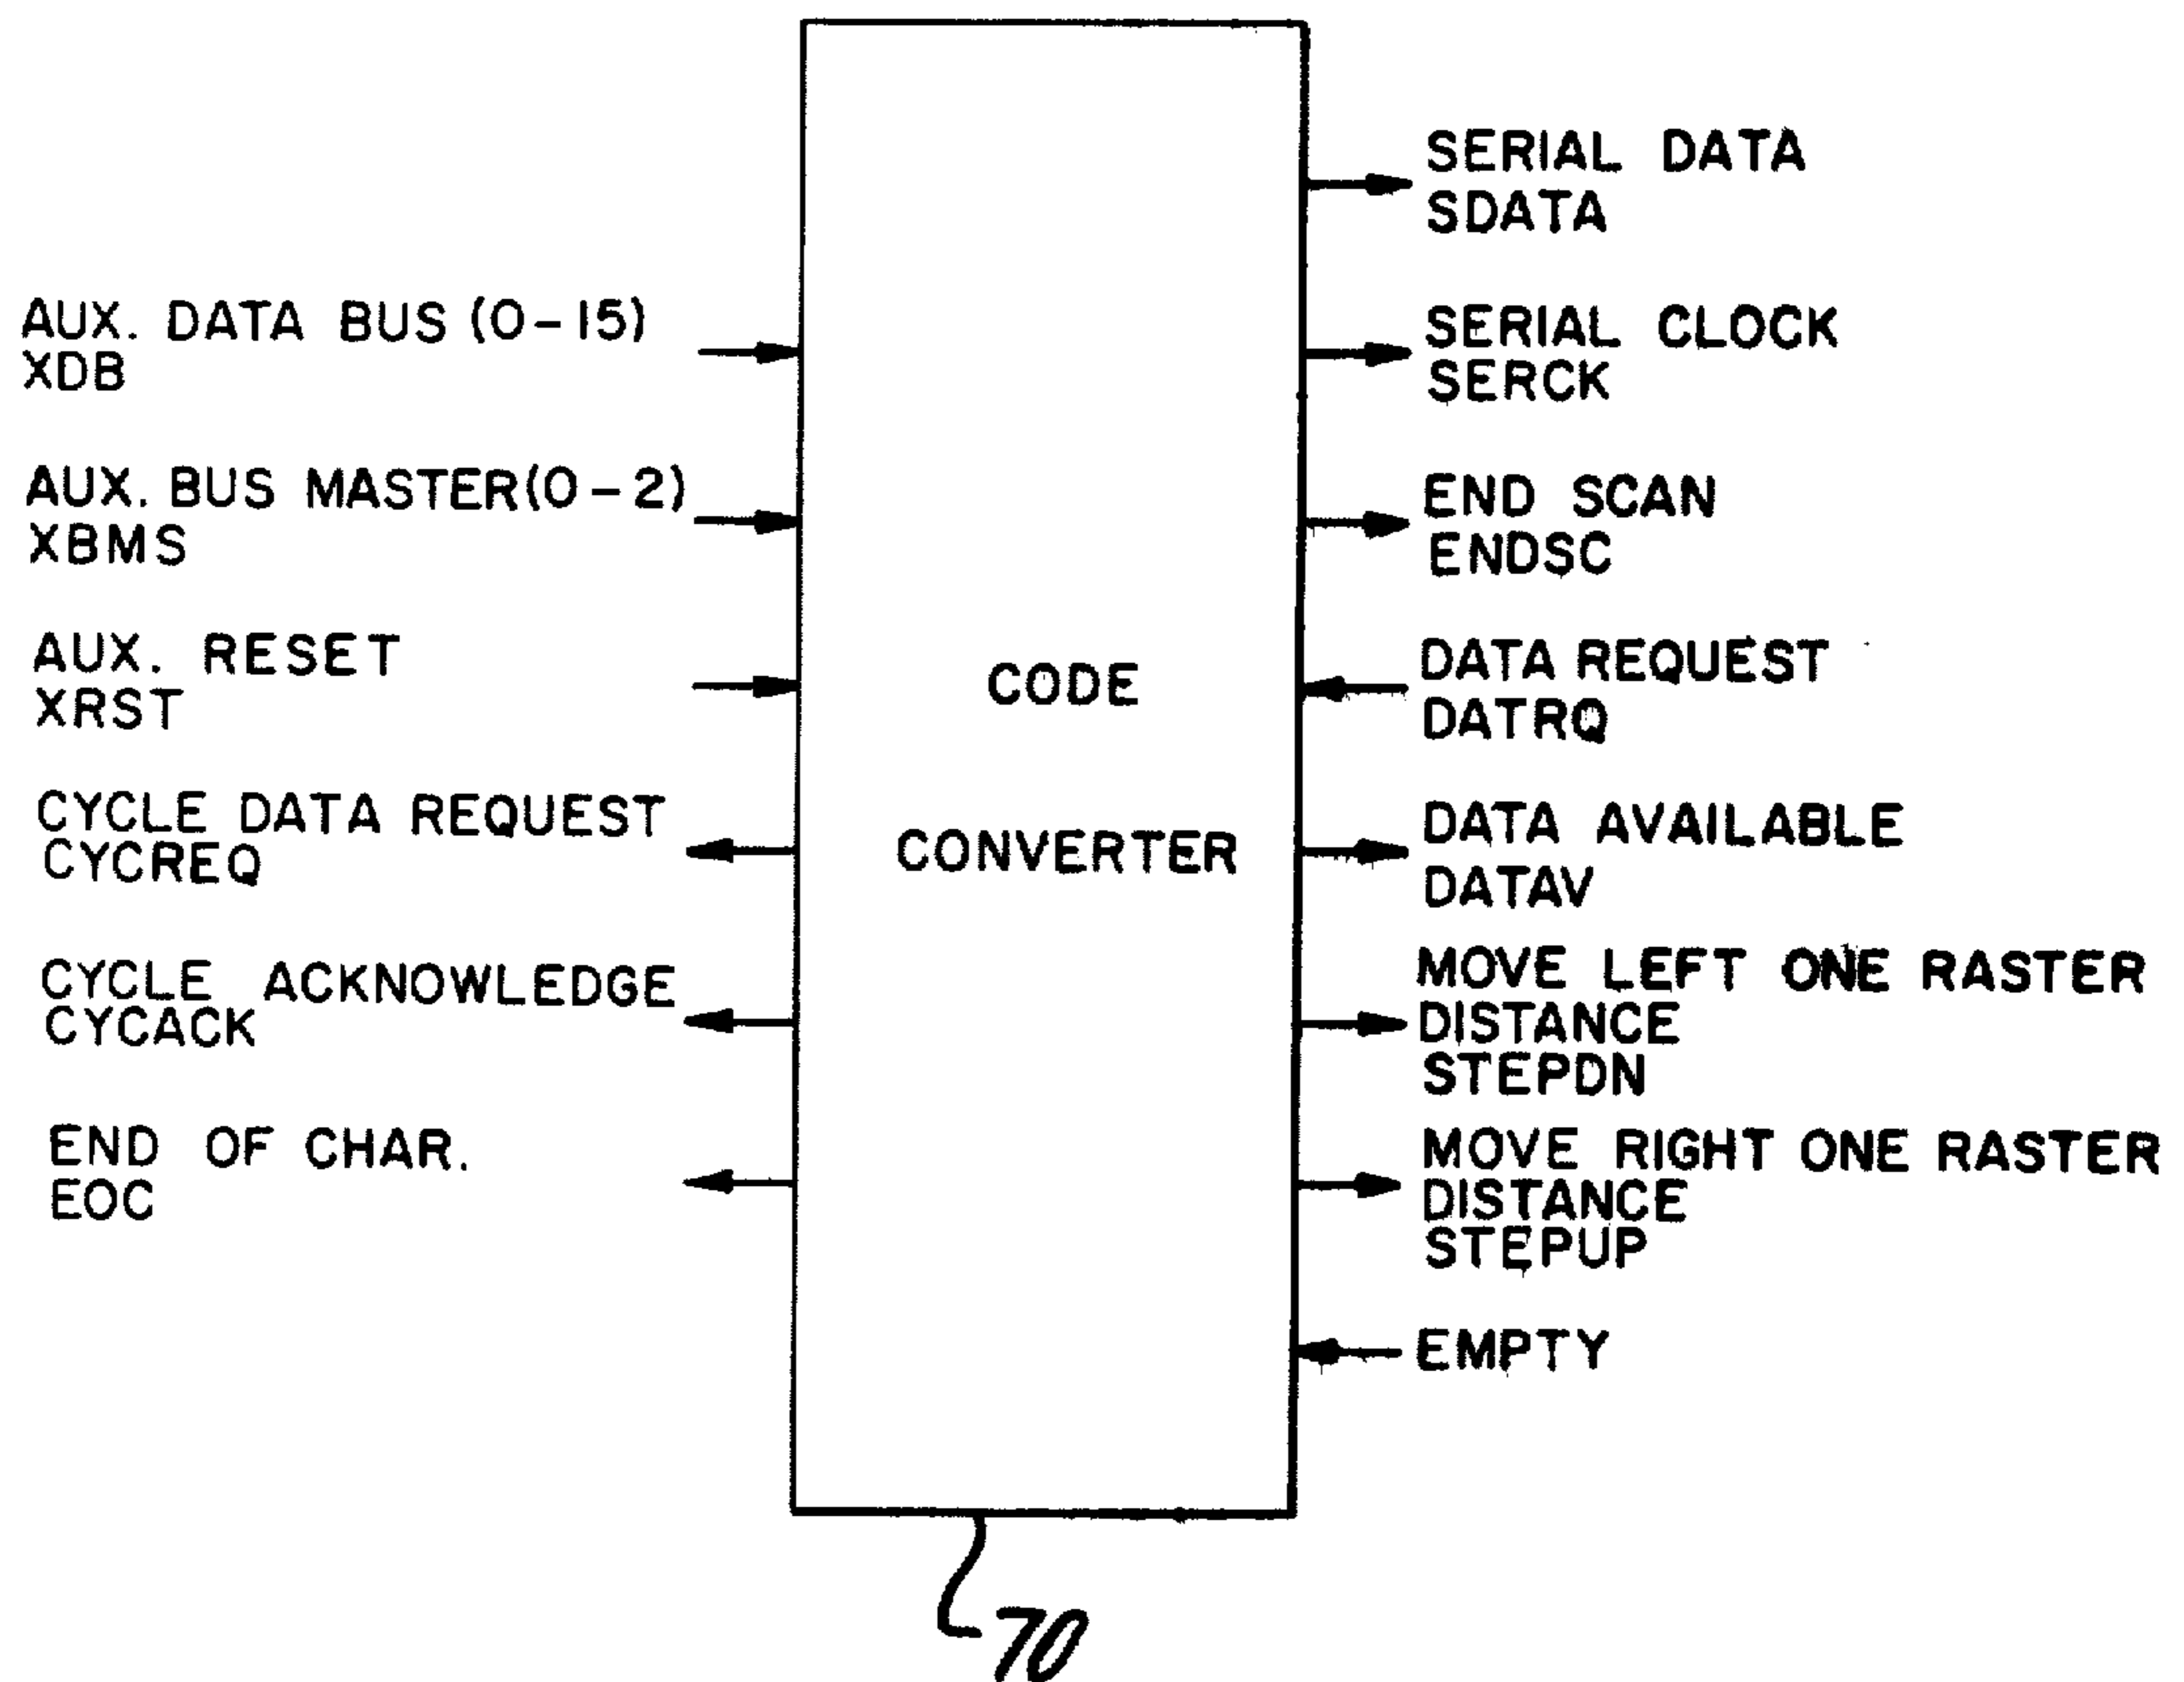 AUX. DATA BUS (0-15)
XDB
AUX. BUS MASTER(0-2)
XBMS
AUX. RESET
XRST
CYCLE DATA REQUEST
CYCREQ
CYCLE ACKNOWLEDGE
CYCACK
END OF CHAR.
EOC
CODE
CONVERTER
SERIAL DATA
SDATA
SERIAL CLOCK
SERCK
END SCAN
ENDSC
DATA REQUEST
DATRQ
DATA AVAILABLE
DATAV
MOVE LEFT ONE RASTER
DISTANCE
STEPDN
MOVE RIGHT ONE RASTER
DISTANCE
STEPUP
EMPTY
70